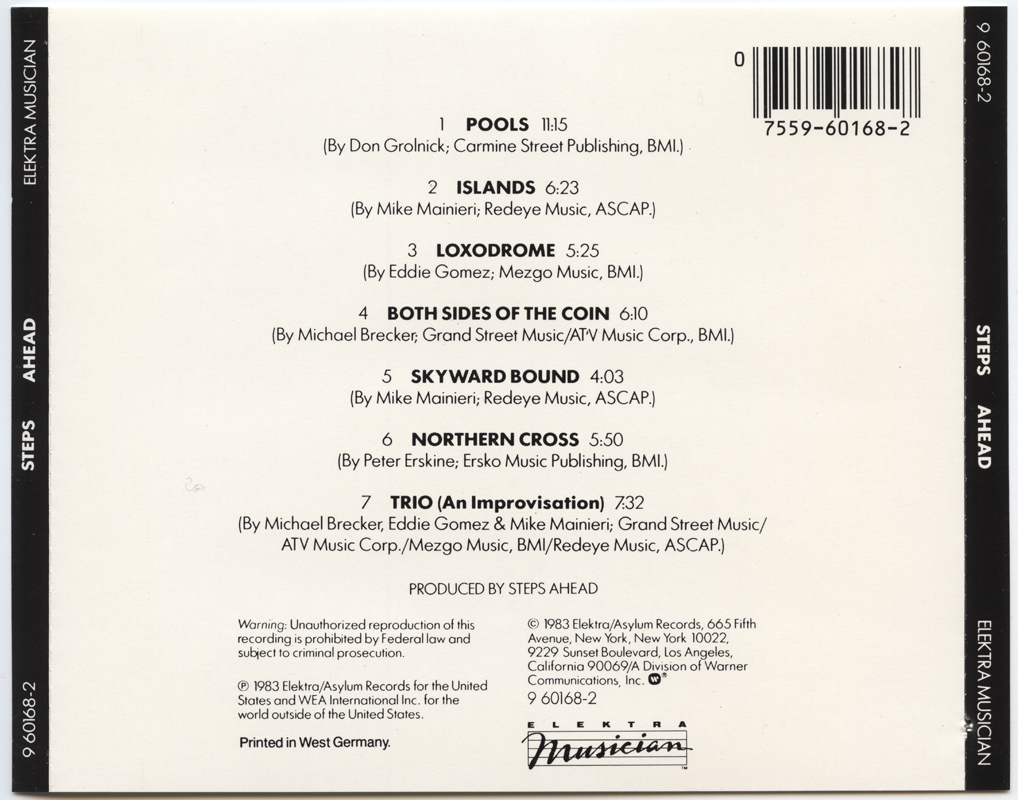 ELEKTRA MUSICIAN
STEPS AHEAD
9 60168-2
0
7559-60168-2
1 POOLS 11:15
(By Don Grolnick; Carmine Street Publishing, BMI.)
2 ISLANDS 6:23
(By Mike Mainieri; Redeye Music, ASCAP.)
3 LOXODROME 5:25
(By Eddie Gomez; Mezgo Music, BMI.)
4 BOTH SIDES OF THE COIN 6:10
(By Michael Brecker; Grand Street Music/ATV Music Corp., BMI.)
5 SKYWARD BOUND 4:03
(By Mike Mainieri; Redeye Music, ASCAP.)
6 NORTHERN CROSS 5:50
(By Peter Erskine; Ersko Music Publishing, BMI.)
7 TRIO (An Improvisation) 7:32
(By Michael Brecker, Eddie Gomez & Mike Mainieri; Grand Street Music/
ATV Music Corp./Mezgo Music, BMI/Redeye Music, ASCAP.)
PRODUCED BY STEPS AHEAD
Warning: Unauthorized reproduction of this
recording is prohibited by Federal law and
subject to criminal prosecution.
℗ 1983 Elektra/Asylum Records for the United
States and WEA International Inc. for the
world outside of the United States.
Printed in West Germany.
© 1983 Elektra/Asylum Records, 665 Fifth
Avenue, New York, New York 10022,
9229 Sunset Boulevard, Los Angeles,
California 90069/A Division of Warner
Communications, Inc. W®
9 60168-2
ELEKTRA
Musician™
9 60168-2
STEPS AHEAD
ELEKTRA MUSICIAN